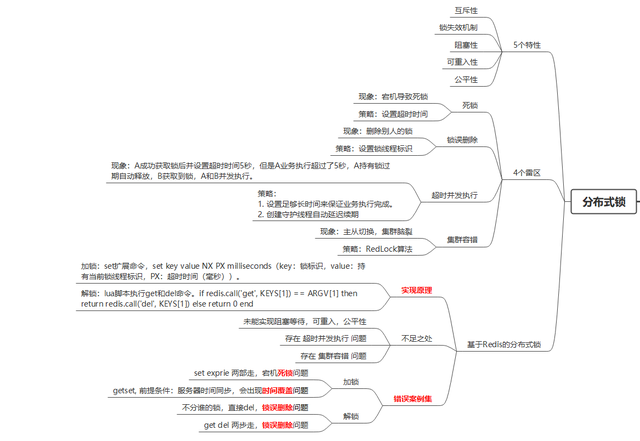 互斥性
锁失效机制
阻塞性
可重入性
公平性
5个特性
现象：宕机导致死锁
策略：设置超时时间
死锁
现象：删除别人的锁
策略：设置锁线程标识
锁误删除
现象：A成功获取锁后并设置超时时间5秒，但是A业务执行超过了5秒，A持有锁过
期自动释放，B获取到锁，A和B并发执行。
策略：
1. 设置足够长时间来保证业务执行完成。
2. 创建守护线程自动延迟续期
超时并发执行
现象：主从切换，集群脑裂
策略：RedLock算法
集群容错
4个雷区
分布式锁
加锁：set扩展命令，set key value NX PX milliseconds（key：锁标识，value：持
有当前锁线程标识，PX：超时时间（毫秒））。
解锁：lua脚本执行get和del命令。if redis.call('get', KEYS[1]) == ARGV[1] then
return redis.call('del', KEYS[1]) else return 0 end
实现原理
未能实现阻塞等待，可重入，公平性
存在 超时并发执行 问题
存在 集群容错 问题
不足之处
基于Redis的分布式锁
set exprie 两部走，宕机死锁问题
getset, 前提条件：服务器时间同步，会出现时间覆盖问题
加锁
不分谁的锁，直接del，锁误删除问题
get del 两步走，锁误删除问题
解锁
错误案例集